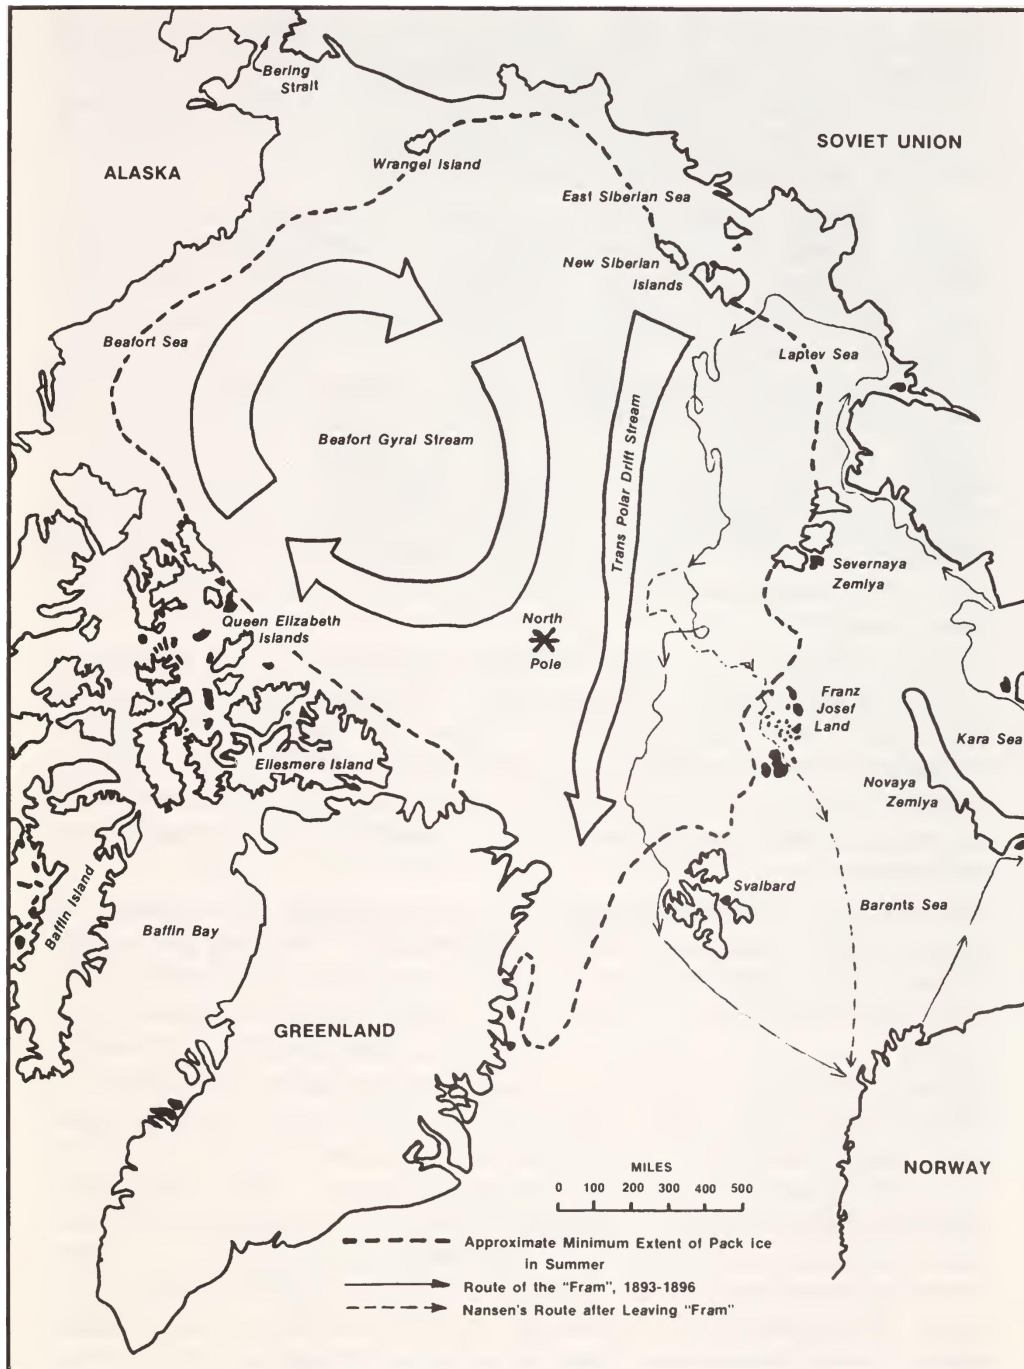 Bering
Strait
SOVIET UNION
Wrangel Island
ALASKA
East Siberian Sea
New Siberian
Islands
Beafort Sea
Laptev Sea
Beafort Gyral Stream
Trans Polar Drift Stream
Severnaya
Zemiya
Queen Elizabeth
Islands
North
Pole
Franz
Josef
Land
Kara Sea
Ellesmere Island
Novaya
Zemiya
Svalbard
Baffin Island
Baffin Bay
Barents Sea
GREENLAND
NORWAY
MILES
0 100 200 300 400 500
Approximate Minimum Extent of Pack ice
in Summer
Route of the "Fram", 1893-1896
Nansen's Route after Leaving "Fram"